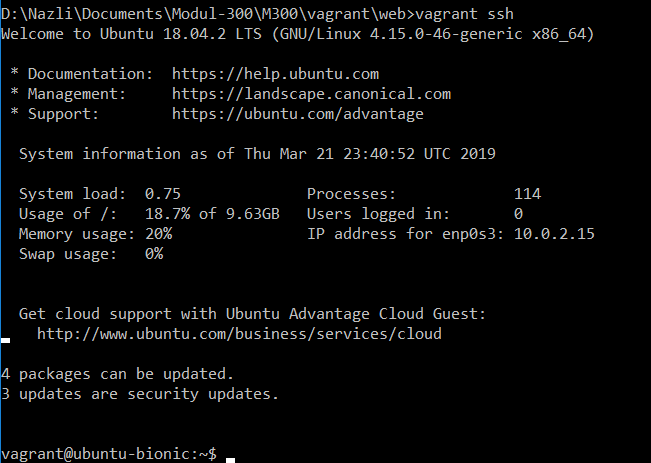 D:\Nazli\Documents\Modul-300\M300\vagrant\web>vagrant ssh
Welcome to Ubuntu 18.04.2 LTS (GNU/Linux 4.15.0-46-generic x86_64)
* Documentation:  https://help.ubuntu.com
* Management:     https://landscape.canonical.com
* Support:        https://ubuntu.com/advantage
System information as of Thu Mar 21 23:40:52 UTC 2019
System load:  0.75              Processes:             114
Usage of /:   18.7% of 9.63GB   Users logged in:       0
Memory usage: 20%               IP address for enp0s3: 10.0.2.15
Swap usage:   0%
Get cloud support with Ubuntu Advantage Cloud Guest:
http://www.ubuntu.com/business/services/cloud
4 packages can be updated.
3 updates are security updates.
vagrant@ubuntu-bionic:~$